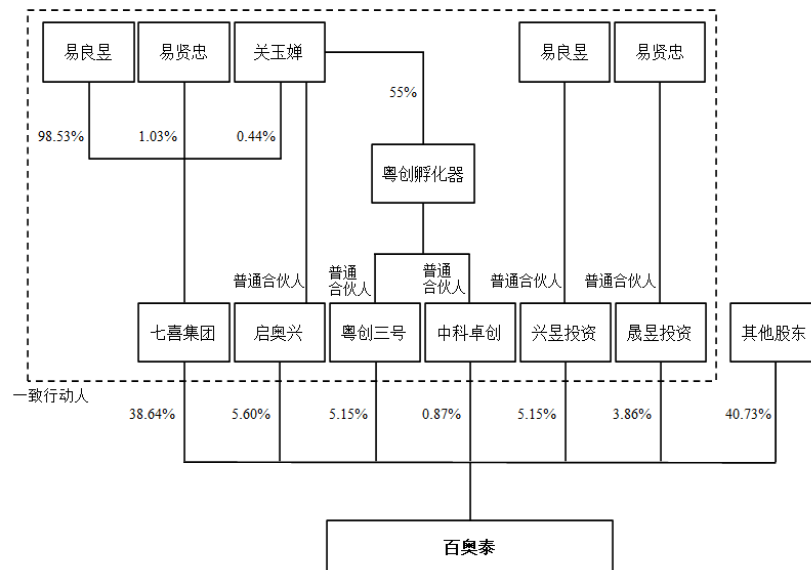 易良昱
易贤忠
关玉婵
易良昱
易贤忠
55%
98.53%
1.03%
0.44%
粤创孵化器
普通合伙人
普通
合伙人
普通
合伙人
普通合伙人
普通合伙人
七喜集团
启奥兴
粤创三号
中科卓创
兴昱投资
晟昱投资
其他股东
一致行动人
38.64%
5.60%
5.15%
0.87%
5.15%
3.86%
40.73%
百奥泰